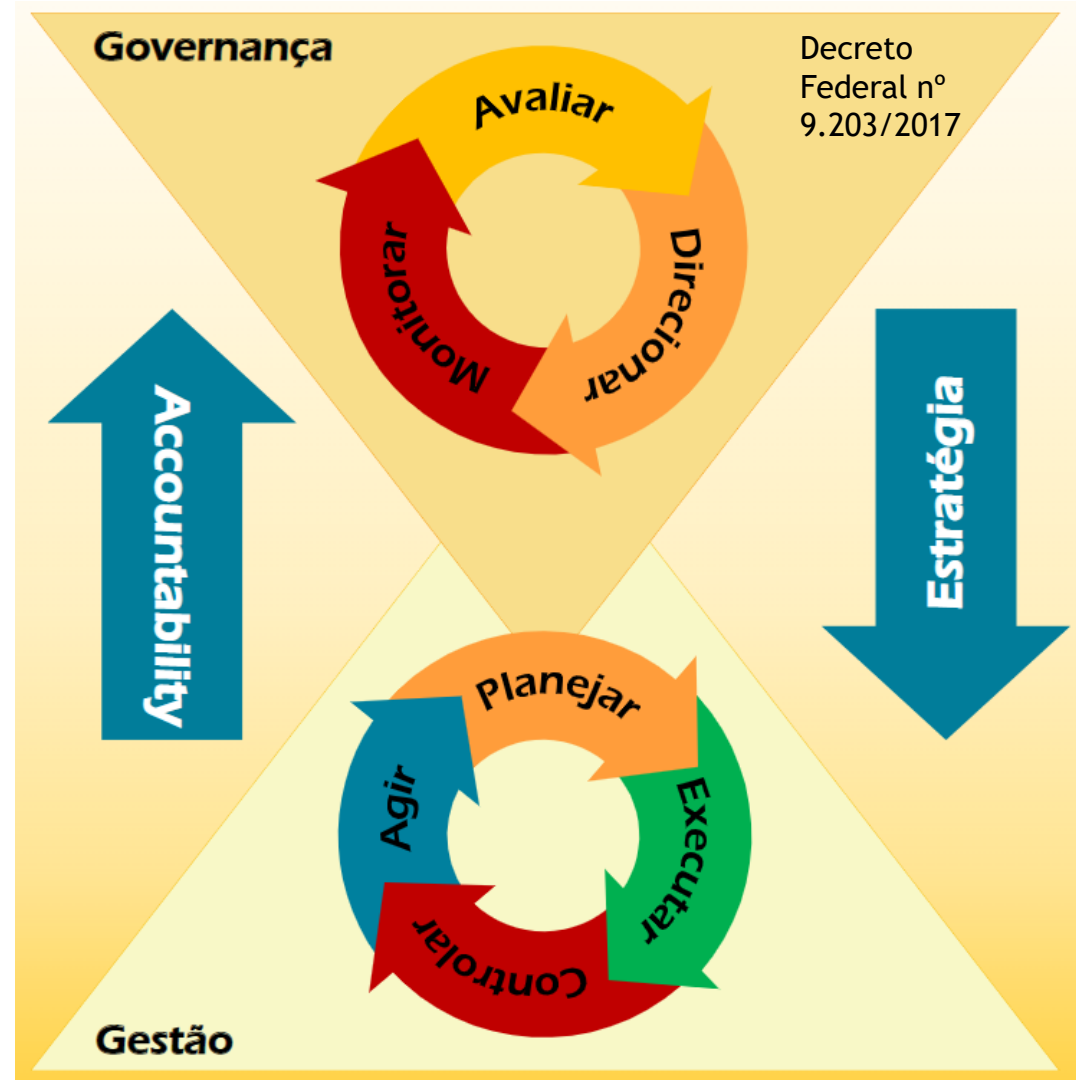 Governança
Decreto
Federal nº
9.203/2017
Avaliar
Direcionar
Monitorar
Accountability
Estratégia
Planejar
Executar
Controlar
Agir
Gestão